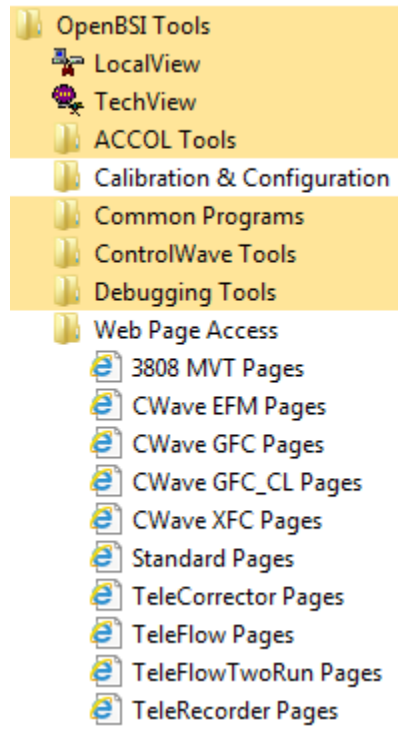 OpenBSI Tools
LocalView
TechView
ACCOL Tools
Calibration & Configuration
Common Programs
ControlWave Tools
Debugging Tools
Web Page Access
3808 MVT Pages
CWave EFM Pages
CWave GFC Pages
CWave GFC_CL Pages
CWave XFC Pages
Standard Pages
TeleCorrector Pages
TeleFlow Pages
TeleFlowTwoRun Pages
TeleRecorder Pages